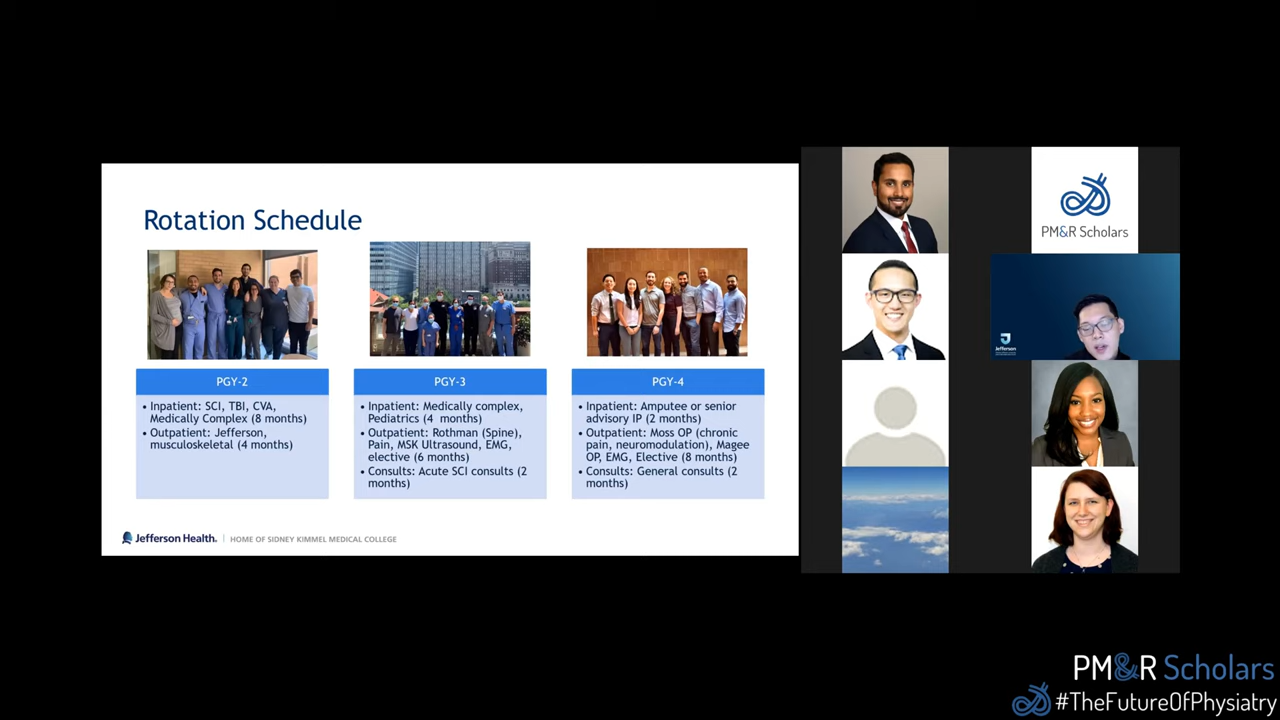 Rotation Schedule
PGY-2
• Inpatient: SCI, TBI, CVA,
Medically Complex (8 months)
• Outpatient: Jefferson,
musculoskeletal (4 months)
PGY-3
• Inpatient: Medically complex,
Pediatrics (4 months)
• Outpatient: Rothman (Spine),
Pain, MSK Ultrasound, EMG,
elective (6 months)
• Consults: Acute SCI consults (2
months)
PGY-4
• Inpatient: Amputee or senior
advisory IP (2 months)
• Outpatient: Moss OP (chronic
pain, neuromodulation), Magee
OP, EMG, Elective (8 months)
• Consults: General consults (2
months)
Jefferson Health. | HOME OF SIDNEY KIMMEL MEDICAL COLLEGE
PM&R Scholars
Jefferson
PM&R Scholars
#TheFutureOfPhysiatry